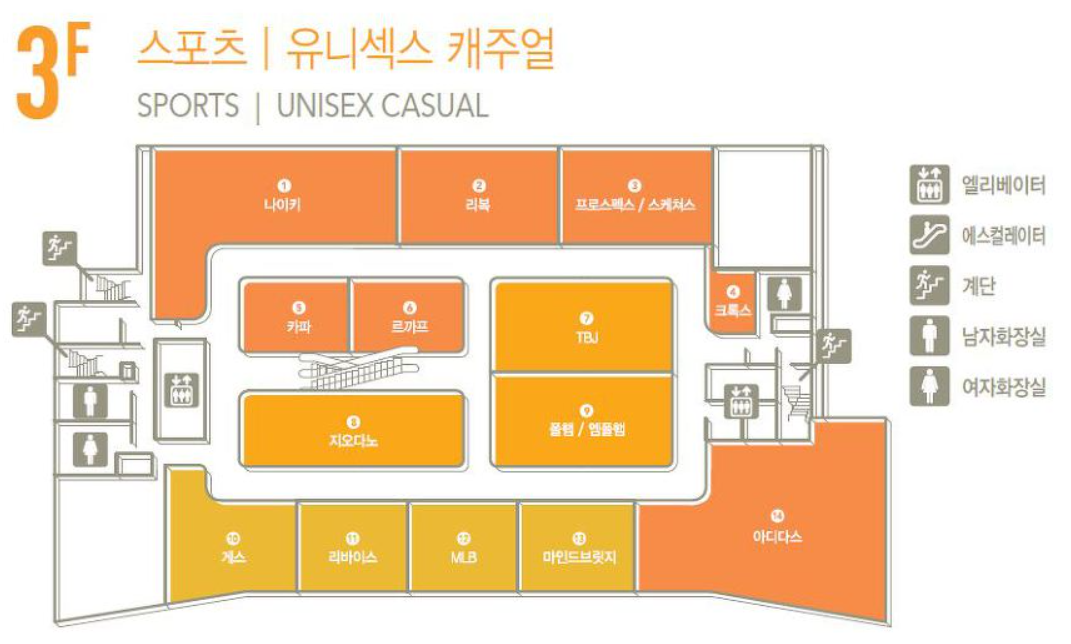 3F
스포츠 | 유니섹스 캐주얼
SPORTS | UNISEX CASUAL
1
나이키
2
리복
3
프로스펙스 / 스케쳐스
4
크록스
5
카파
6
르까프
7
TBJ
8
지오다노
9
폴햄 / 엠폴햄
10
게스
11
리바이스
12
MLB
13
마인드브릿지
14
아디다스
엘리베이터
에스컬레이터
계단
남자화장실
여자화장실